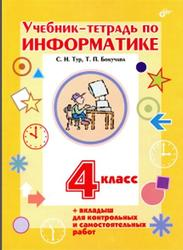 Учебник-тетрадь по
ИНФОРМАТИКЕ
С. Н. Тур, Т. П. Бокучава
4 класс
+ вкладыш
для контрольных
и самостоятельных
работ